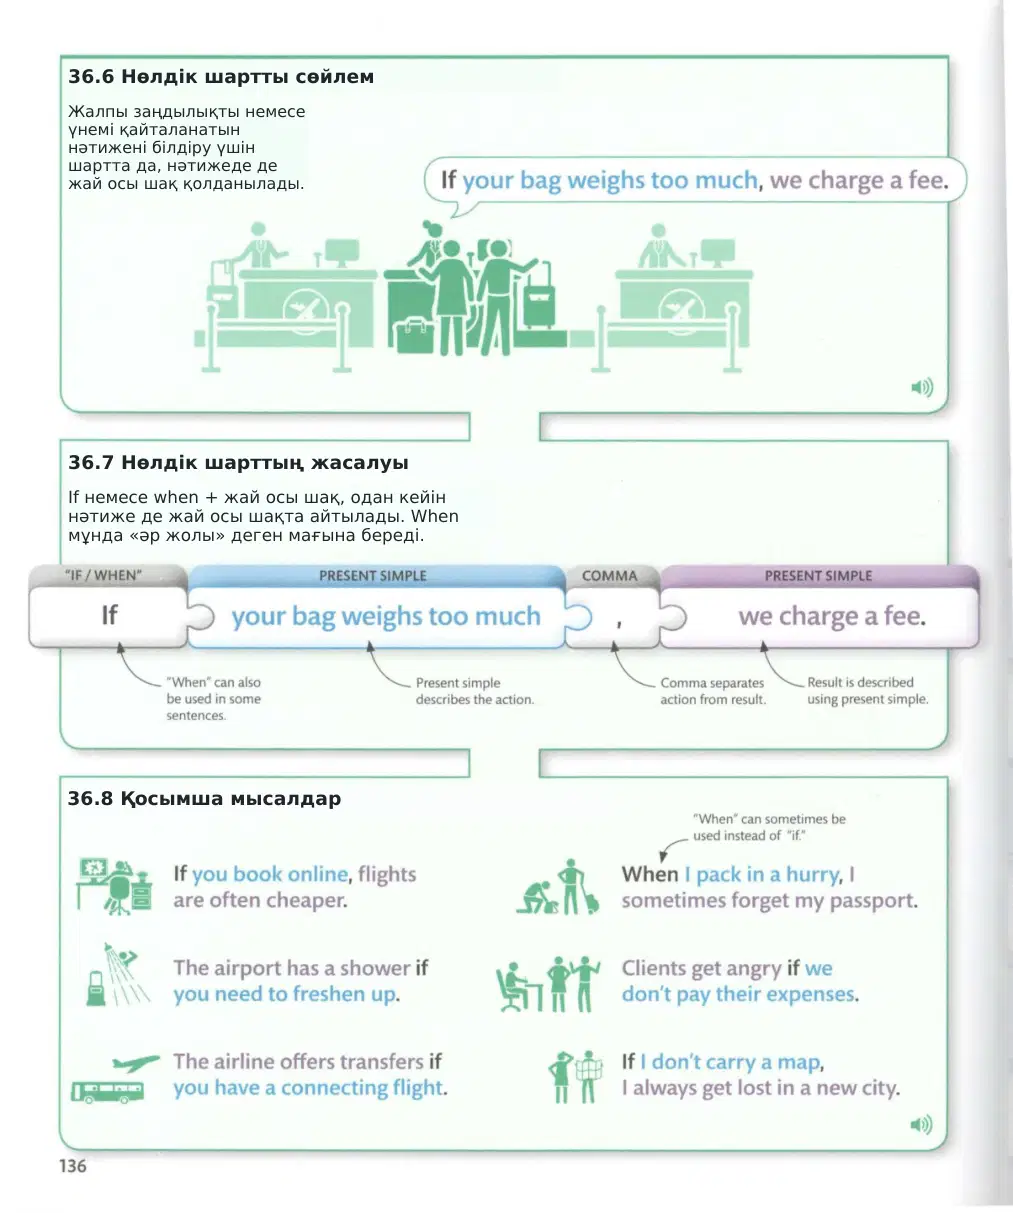 36.6 Нөлдік шартты сөйлем
Жалпы заңдылықты немесе
үнемі қайталанатын
нәтижені білдіру үшін
шартта да, нәтижеде де
жай осы шақ қолданылады.
If your bag weighs too much, we charge a fee.
36.7 Нөлдік шарттың жасалуы
If немесе when + жай осы шақ, одан кейін
нәтиже де жай осы шақта айтылады. When
мұнда «әр жолы» деген мағына береді.
"IF / WHEN" PRESENT SIMPLE COMMA PRESENT SIMPLE
If your bag weighs too much , we charge a fee.
"When" can also
be used in some
sentences.
Present simple
describes the action.
Comma separates
action from result.
Result is described
using present simple.
36.8 Қосымша мысалдар
"When" can sometimes be
used instead of "if."
If you book online, flights
are often cheaper.
When I pack in a hurry, I
sometimes forget my passport.
The airport has a shower if
you need to freshen up.
Clients get angry if we
don't pay their expenses.
The airline offers transfers if
you have a connecting flight.
If I don't carry a map,
I always get lost in a new city.
136